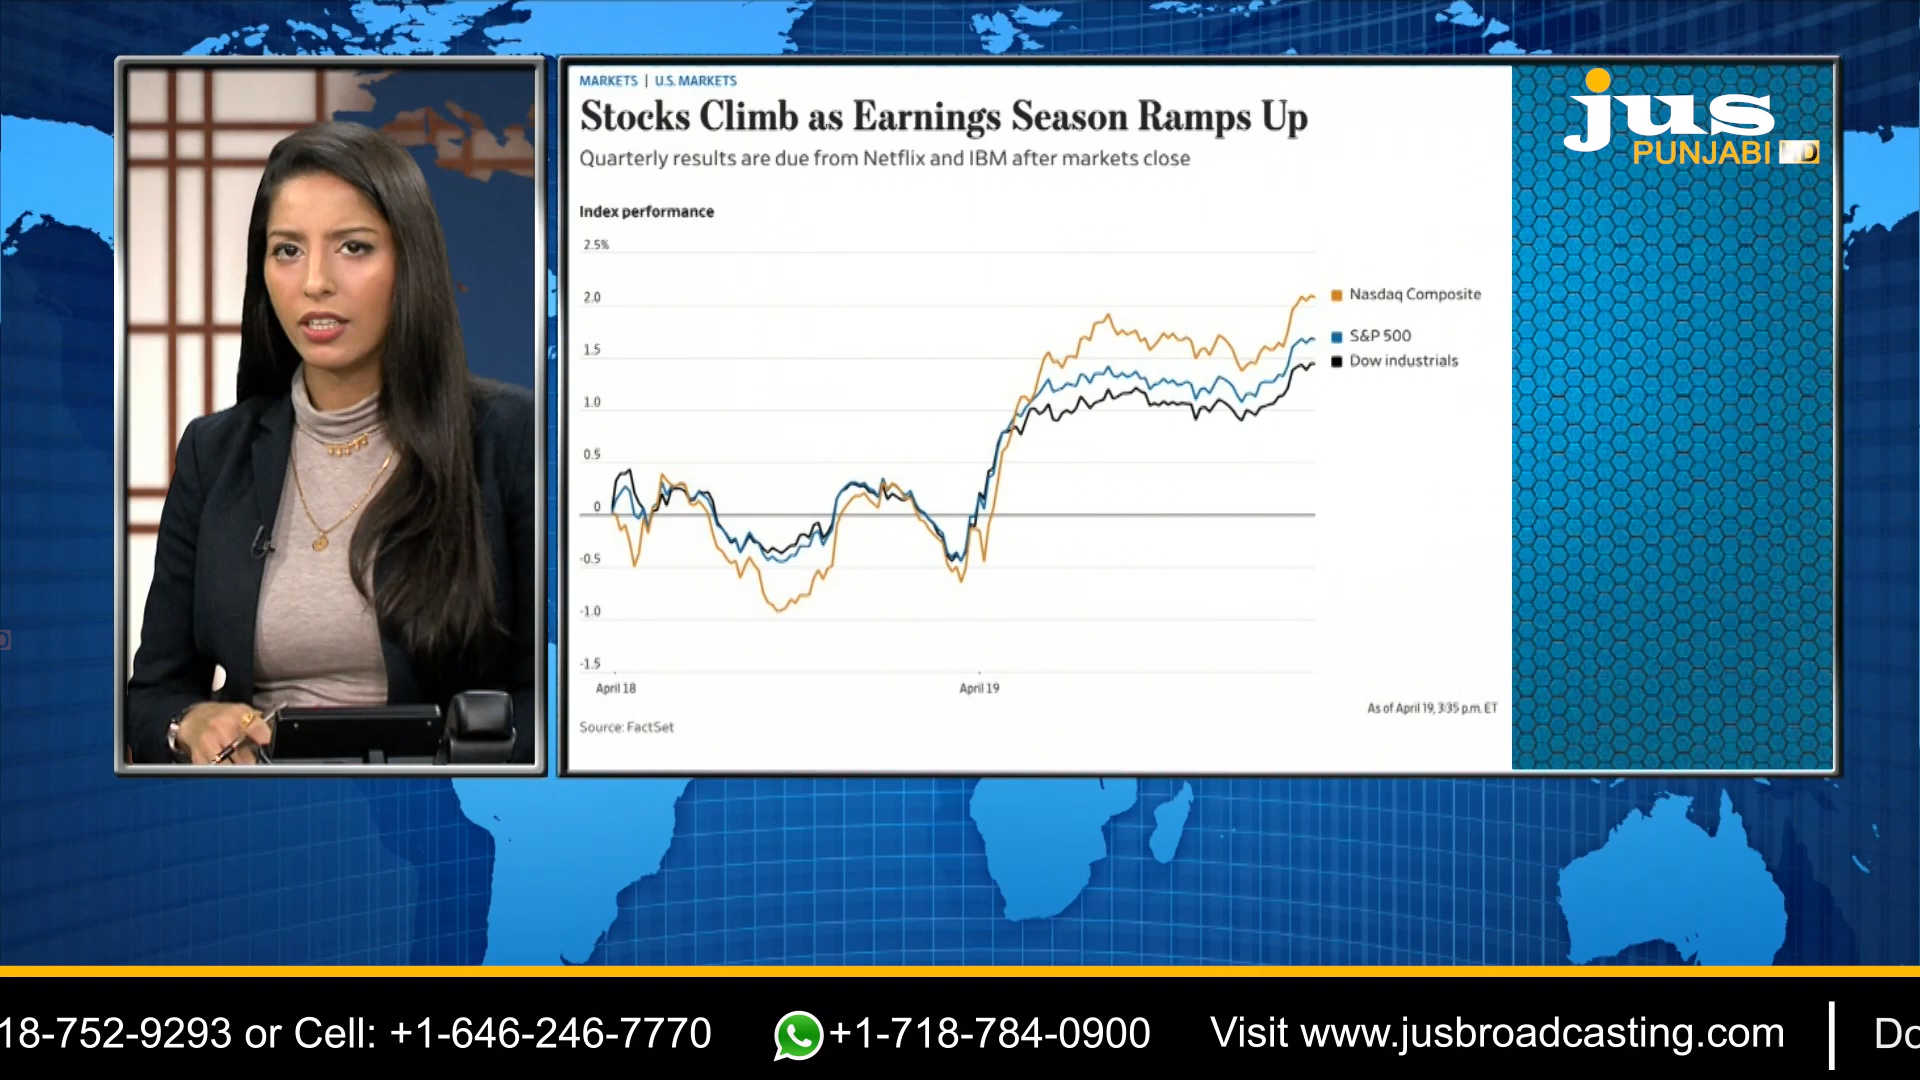 MARKETS | U.S. MARKETS
Stocks Climb as Earnings Season Ramps Up
Quarterly results are due from Netflix and IBM after markets close
Index performance
2.5%
2.0
1.5
1.0
0.5
0
-0.5
-1.0
-1.5
April 18
April 19
Nasdaq Composite
S&P 500
Dow industrials
As of April 19, 3:35 p.m. ET
Source: FactSet
jus
PUNJABI HD
18-752-9293 or Cell: +1-646-246-7770
+1-718-784-0900
Visit www.jusbroadcasting.com
Do